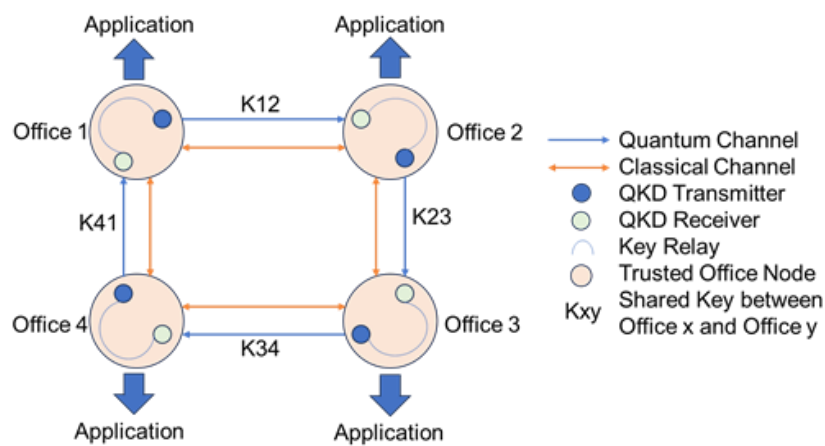 Application
Application
K12
Office 1
Office 2
K41
K23
Office 4
Office 3
K34
Application
Application
Quantum Channel
Classical Channel
QKD Transmitter
QKD Receiver
Key Relay
Trusted Office Node
Kxy
Shared Key between
Office x and Office y